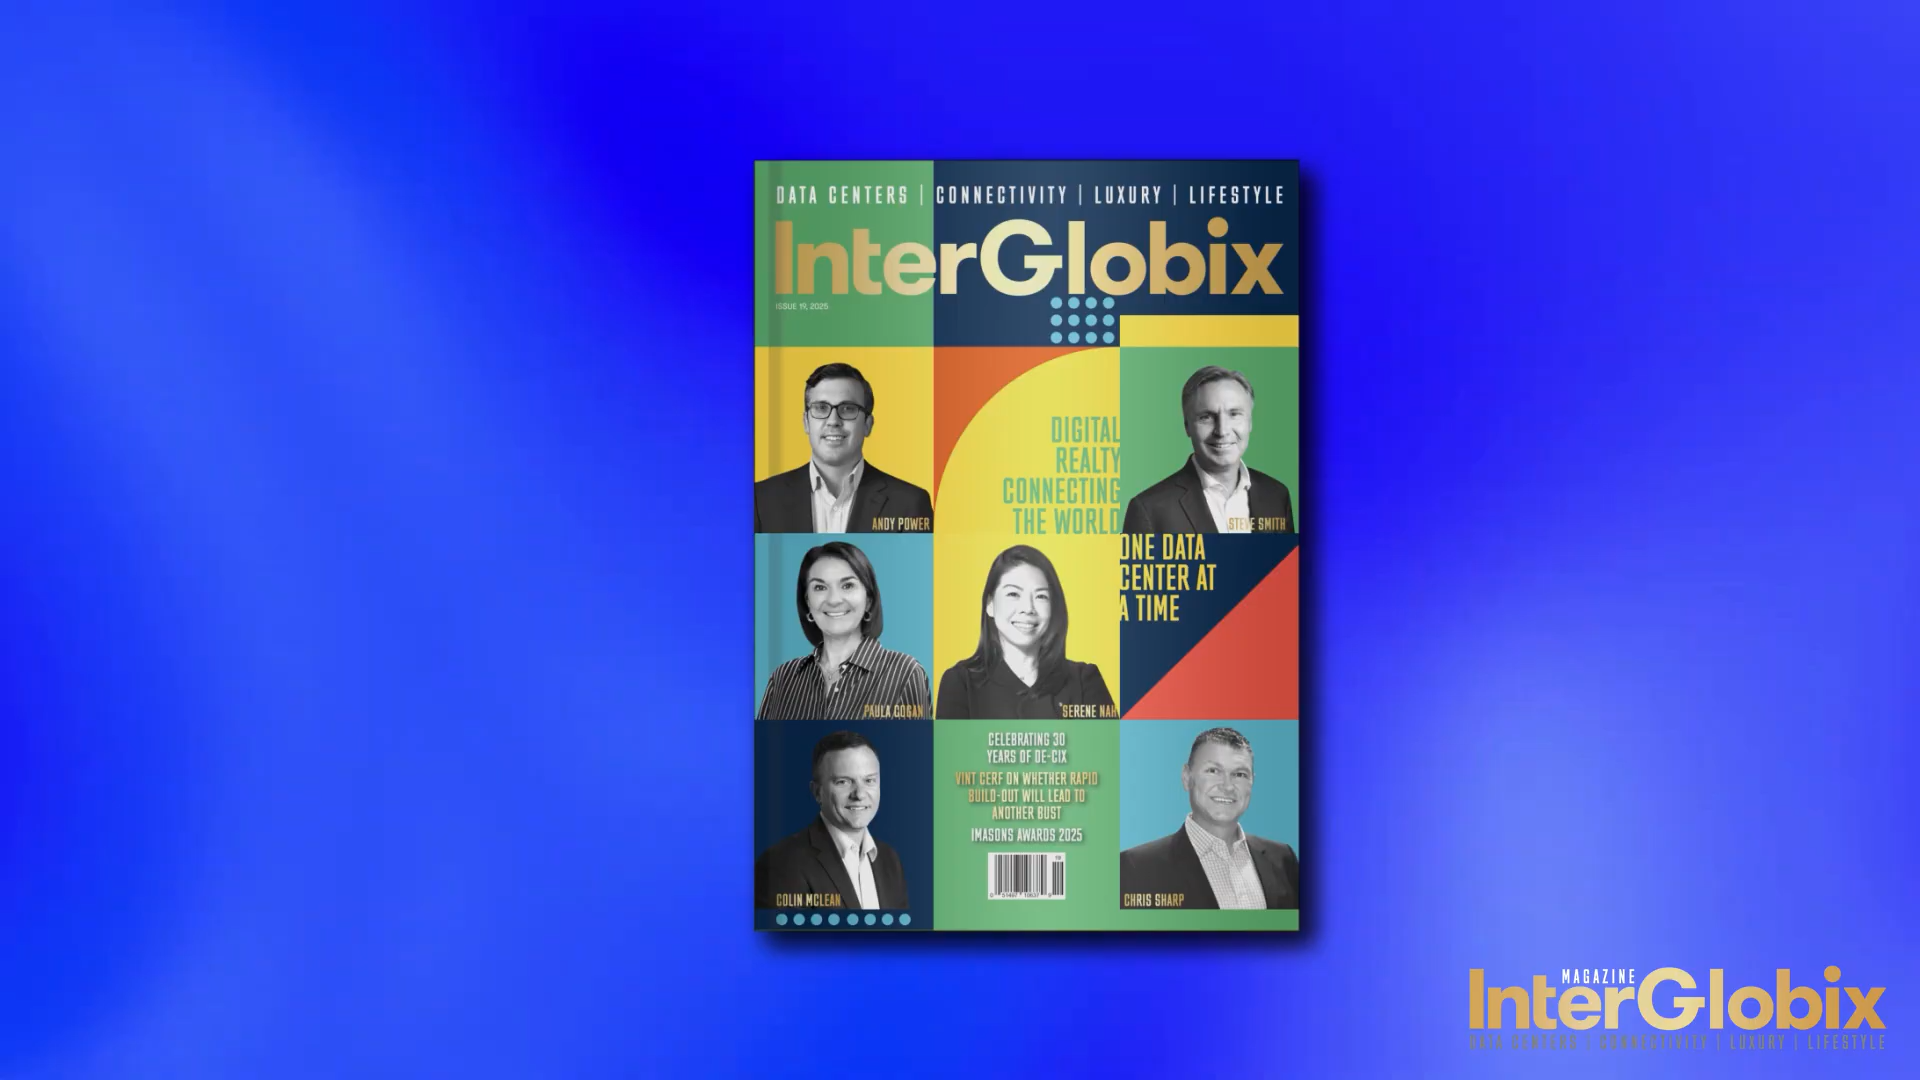 DATA CENTERS | CONNECTIVITY | LUXURY | LIFESTYLE
InterGlobix
ISSUE 19, 2025
DIGITAL
REALTY
CONNECTING
THE WORLD
ANDY POWER
STEVE SMITH
ONE DATA
CENTER AT
A TIME
PAULA COGAN
SERENE NAH
CELEBRATING 30
YEARS OF DE-CIX
VINT CERF ON WHETHER RAPID
BUILD-OUT WILL LEAD TO
ANOTHER BUST
IMASONS AWARDS 2025
COLIN MCLEAN
CHRIS SHARP
MAGAZINE
InterGlobix
DATA CENTERS | CONNECTIVITY | LUXURY | LIFESTYLE